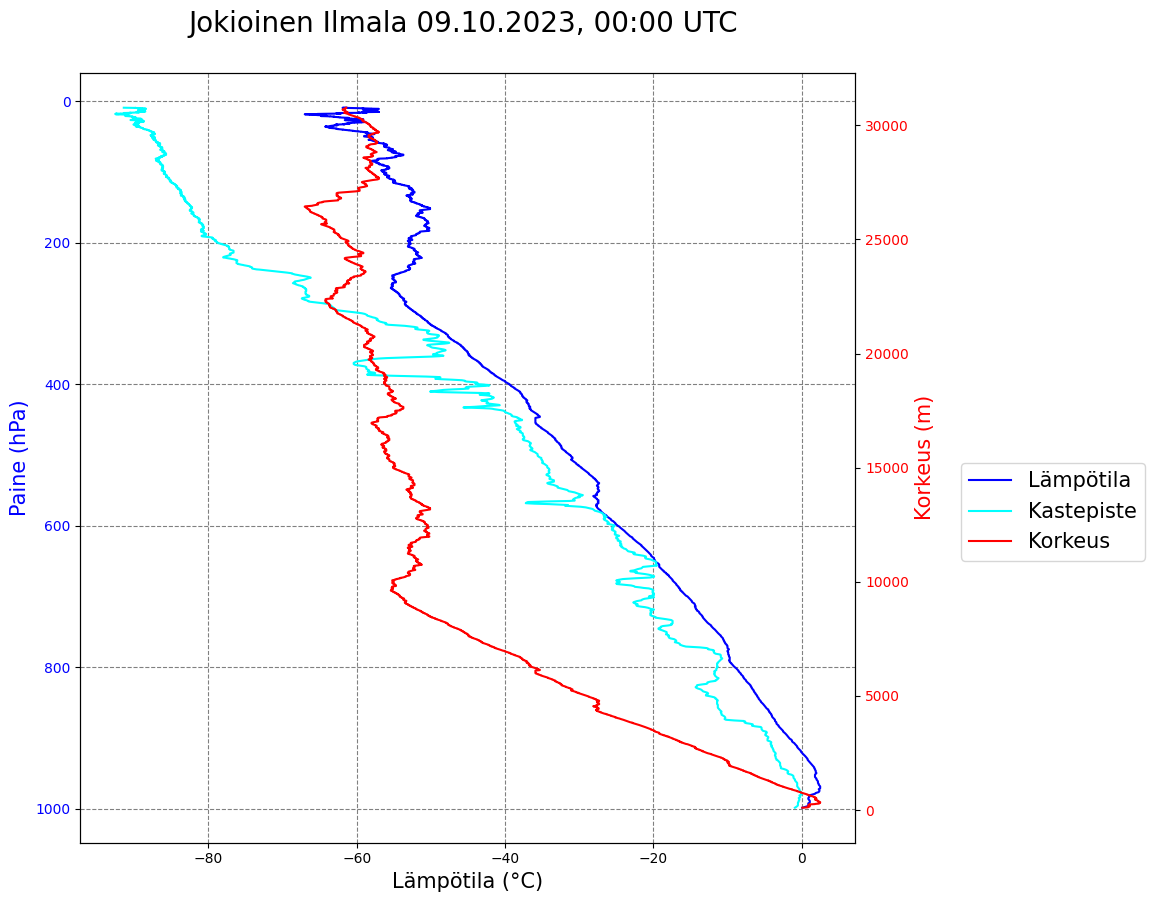 Jokioinen Ilmala 09.10.2023, 00:00 UTC
0
200
400
600
800
1000
Paine (hPa)
30000
25000
20000
15000
10000
5000
0
Korkeus (m)
Lämpötila
Kastepiste
Korkeus
−80
−60
−40
−20
0
Lämpötila (°C)